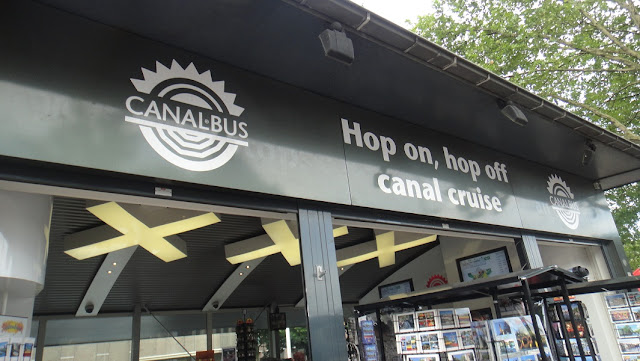 CANAL·BUS
Hop on, hop off
canal cruise